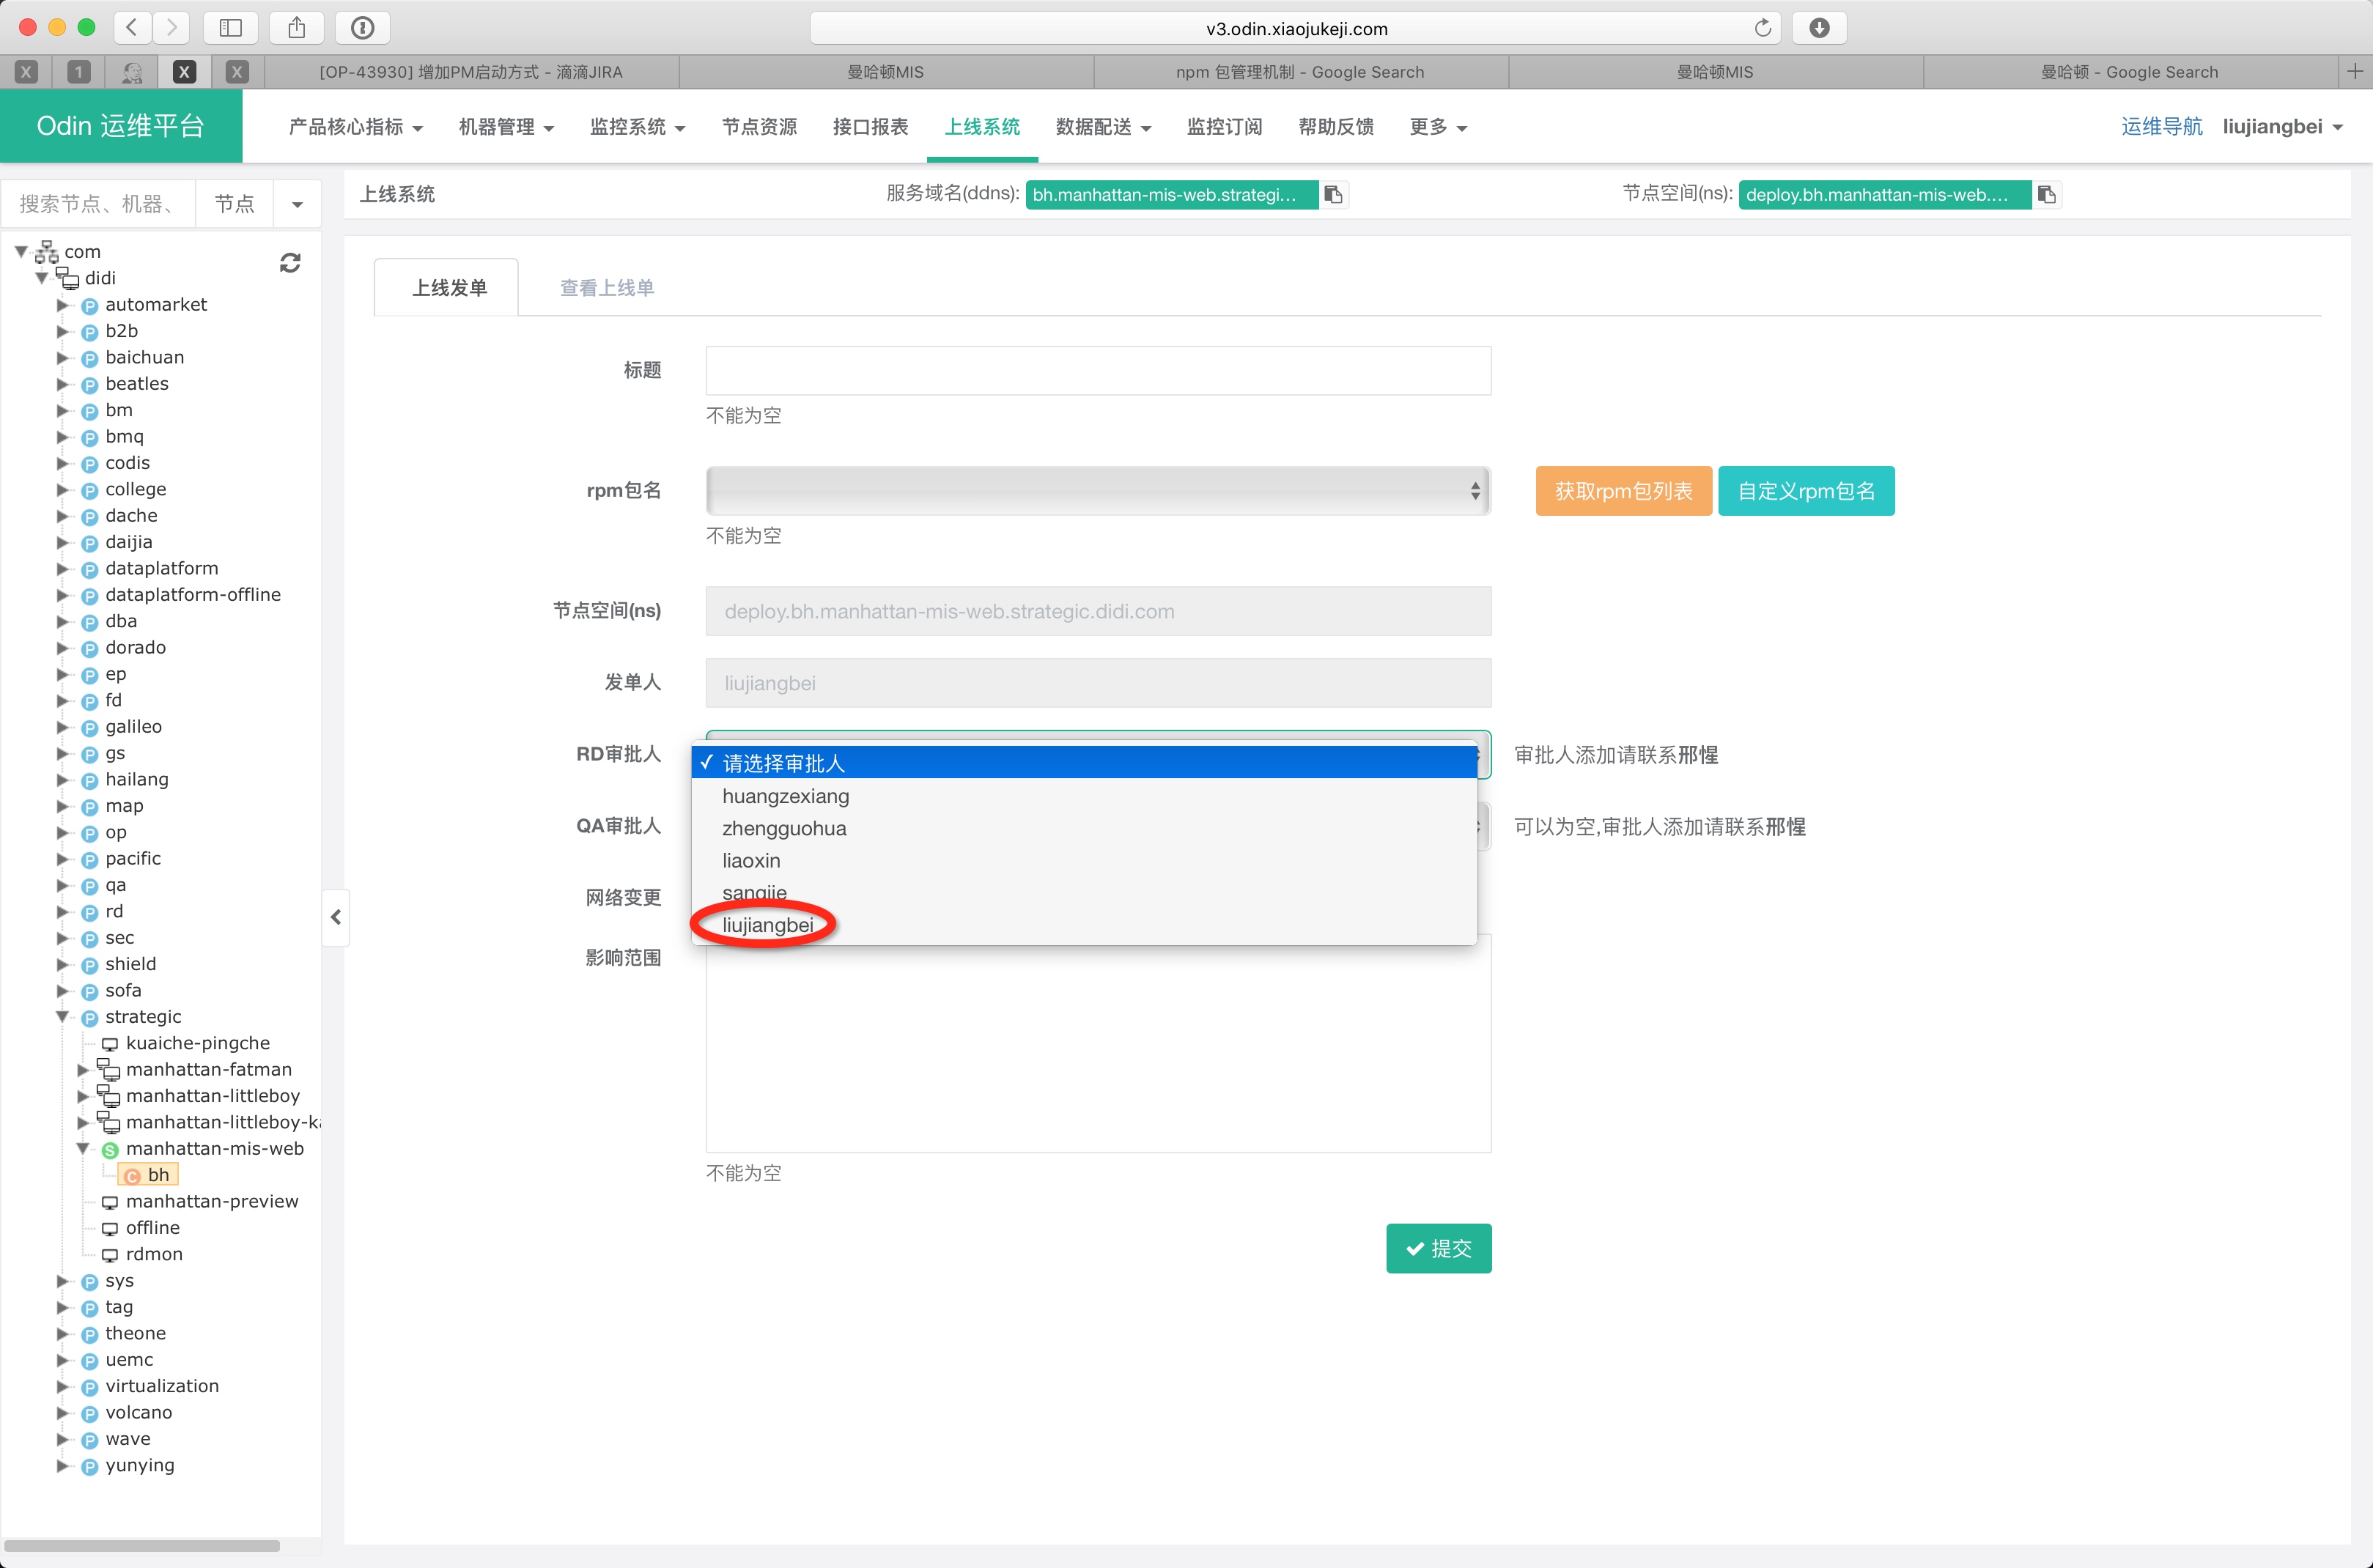 v3.odin.xiaojukeji.com
X
1
X
X
[OP-43930] 增加PM启动方式 - 滴滴JIRA
曼哈顿MIS
npm 包管理机制 - Google Search
曼哈顿MIS
曼哈顿 - Google Search
Odin 运维平台
产品核心指标
机器管理
监控系统
节点资源
接口报表
上线系统
数据配送
监控订阅
帮助反馈
更多
运维导航
liujiangbei
搜索节点、机器、
节点
上线系统
服务域名(ddns):
bh.manhattan-mis-web.strategi...
节点空间(ns):
deploy.bh.manhattan-mis-web....
com
didi
P automarket
P b2b
P baichuan
P beatles
P bm
P bmq
P codis
P college
P dache
P daijia
P dataplatform
P dataplatform-offline
P dba
P dorado
P ep
P fd
P galileo
P gs
P hailang
P map
P op
P pacific
P qa
P rd
P sec
P shield
P sofa
P strategic
kuaiche-pingche
manhattan-fatman
manhattan-littleboy
manhattan-littleboy-ka
S manhattan-mis-web
C bh
manhattan-preview
offline
rdmon
P sys
P tag
P theone
P uemc
P virtualization
P volcano
P wave
P yunying
上线发单
查看上线单
标题
不能为空
rpm包名
获取rpm包列表
自定义rpm包名
不能为空
节点空间(ns)
deploy.bh.manhattan-mis-web.strategic.didi.com
发单人
liujiangbei
RD审批人
✓ 请选择审批人
审批人添加请联系邢惺
huangzexiang
zhengguohua
QA审批人
可以为空,审批人添加请联系邢惺
liaoxin
sangjie
网络变更
liujiangbei
影响范围
不能为空
提交